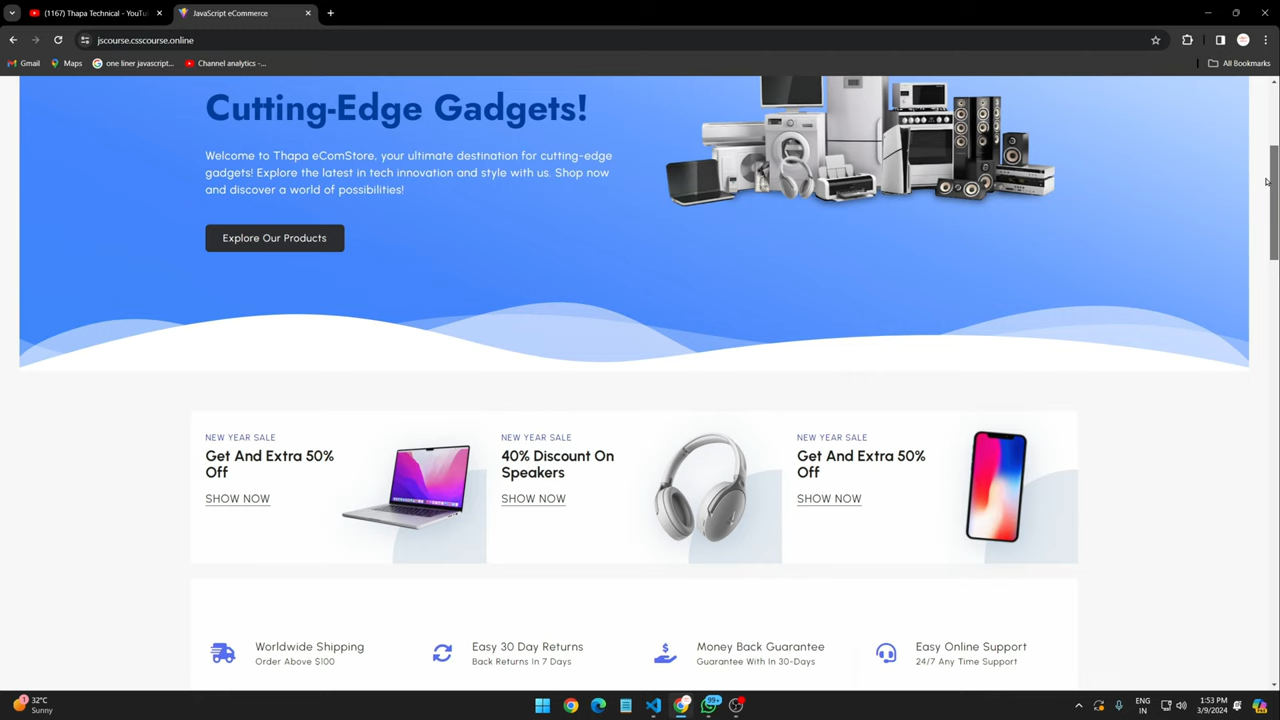 (1167) Thapa Technical - YouTu
JavaScript eCommerce
jscourse.csscourse.online
Gmail
Maps
one liner javascript...
Channel analytics -...
All Bookmarks
Cutting-Edge Gadgets!
Welcome to Thapa eComStore, your ultimate destination for cutting-edge
gadgets! Explore the latest in tech innovation and style with us. Shop now
and discover a world of possibilities!
Explore Our Products
NEW YEAR SALE
Get And Extra 50%
Off
SHOW NOW
NEW YEAR SALE
40% Discount On
Speakers
SHOW NOW
NEW YEAR SALE
Get And Extra 50%
Off
SHOW NOW
Worldwide Shipping
Order Above $100
Easy 30 Day Returns
Back Returns In 7 Days
Money Back Guarantee
Guarantee With In 30-Days
Easy Online Support
24/7 Any Time Support
1
32°C
Sunny
99+
ENG
IN
1:53 PM
3/9/2024